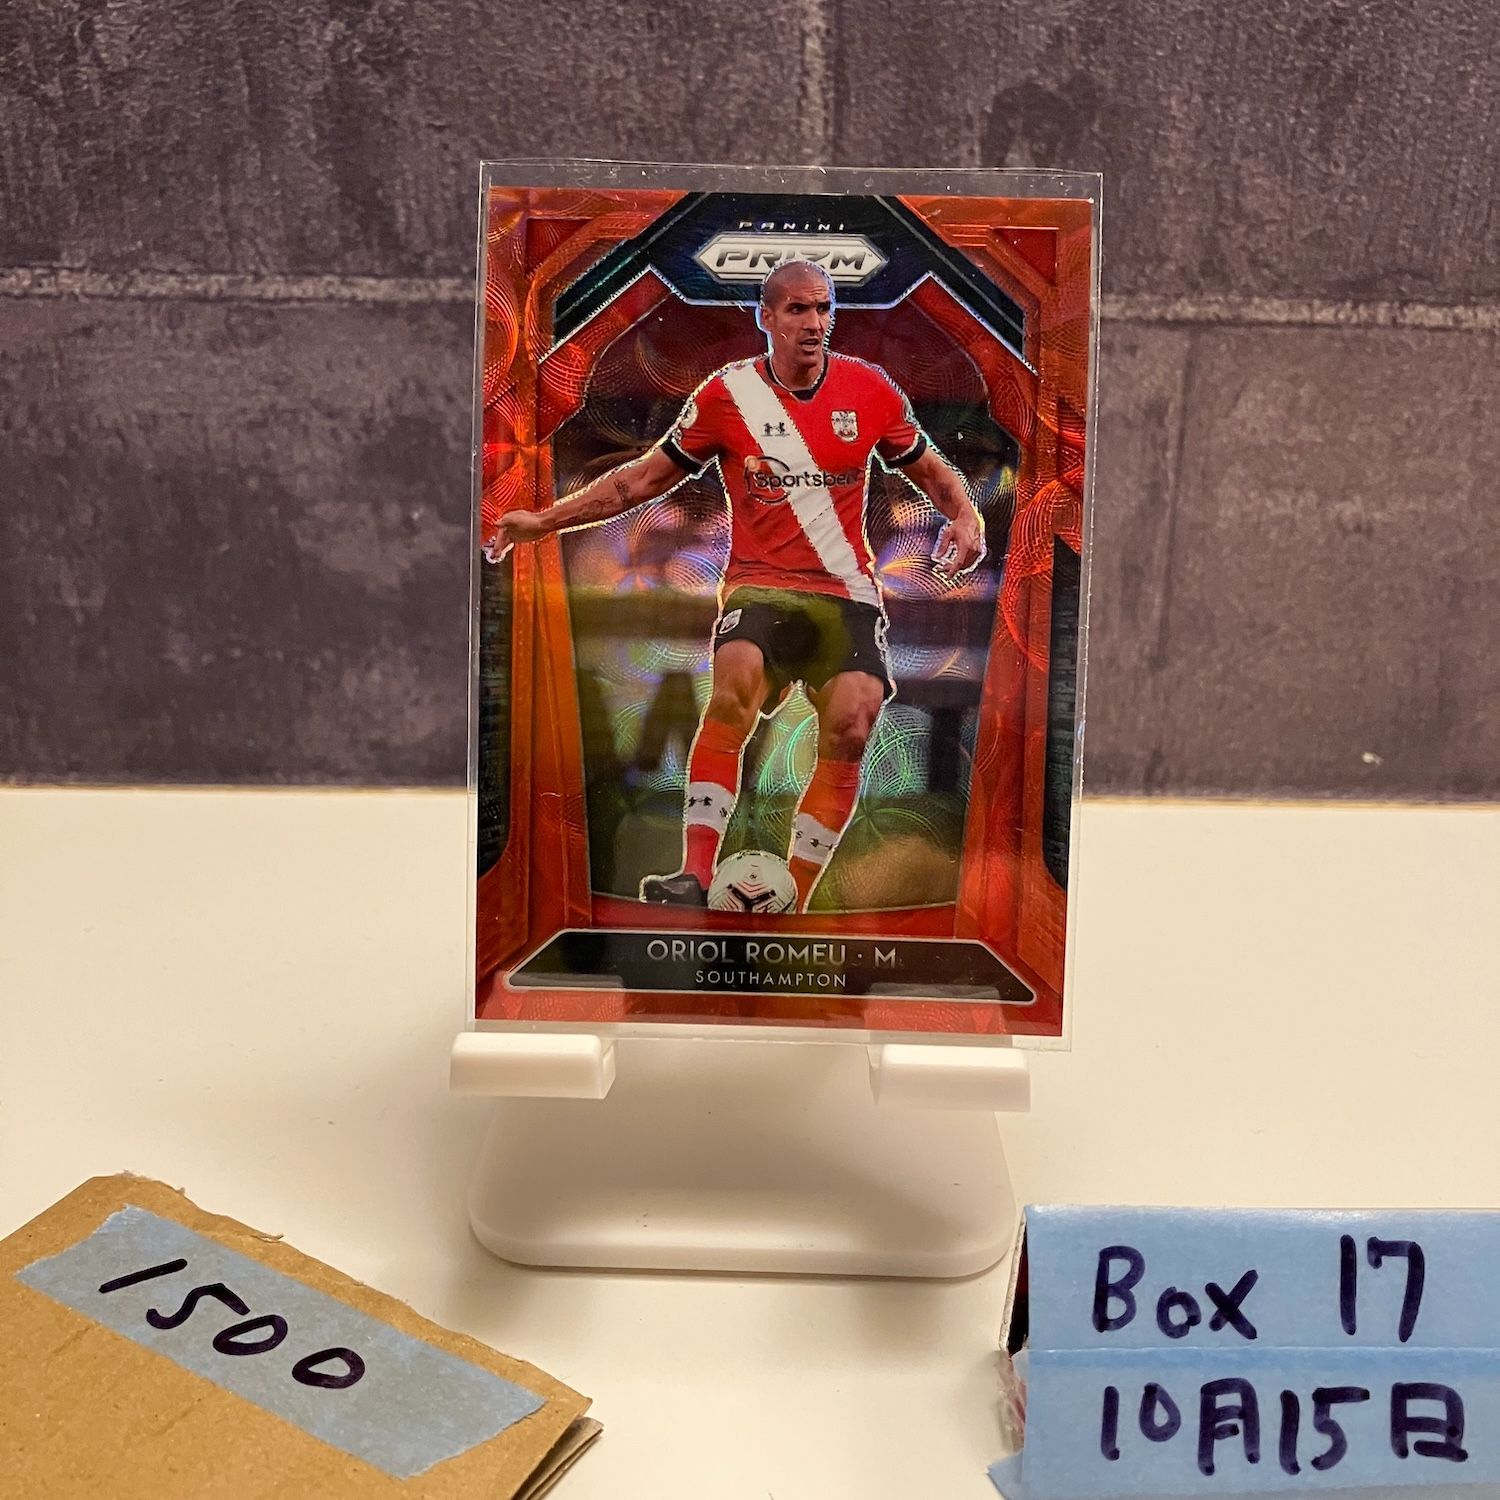 PANINI
PRIZM
Sportsbet
ORIOL ROMEU · M
SOUTHAMPTON
1500
Box 17
10月15日